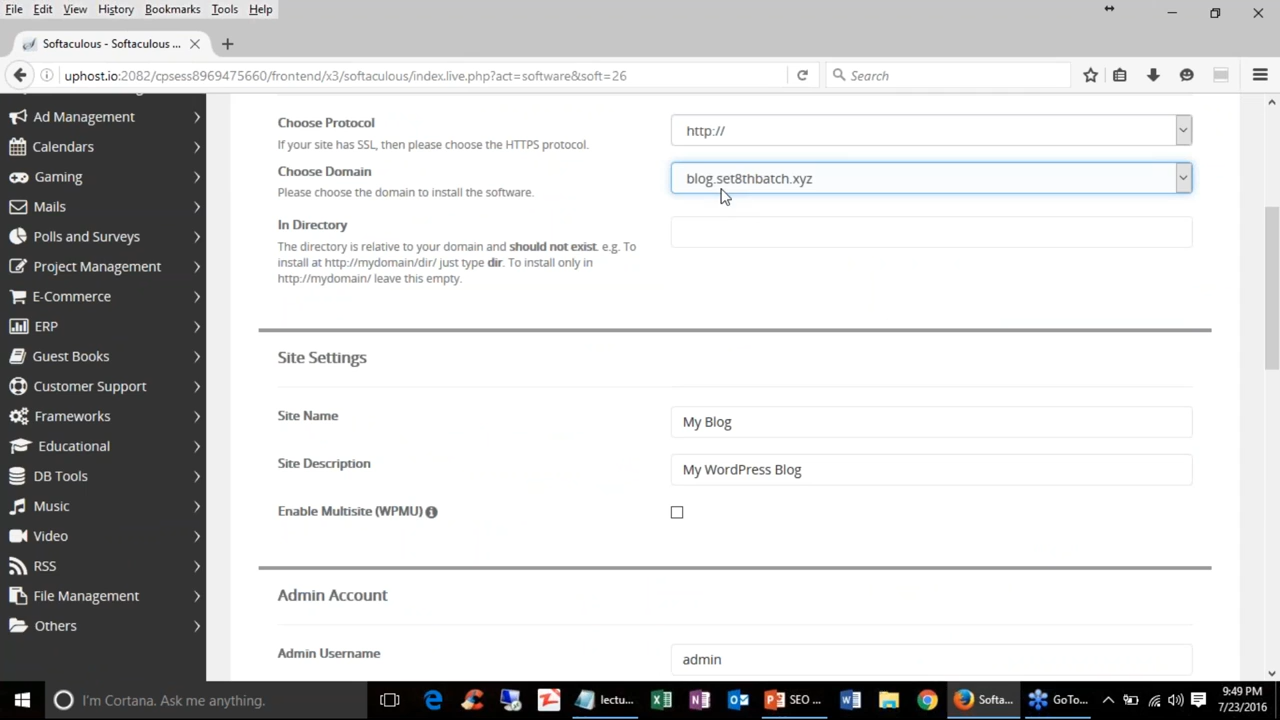 File Edit View History Bookmarks Tools Help
Softaculous - Softaculous ...
uphost.io:2082/cpsess8969475660/frontend/x3/softaculous/index.live.php?act=software&soft=26
Search
Ad Management
Calendars
Gaming
Mails
Polls and Surveys
Project Management
E-Commerce
ERP
Guest Books
Customer Support
Frameworks
Educational
DB Tools
Music
Video
RSS
File Management
Others
Choose Protocol
If your site has SSL, then please choose the HTTPS protocol.
http://
Choose Domain
Please choose the domain to install the software.
blog.set8thbatch.xyz
In Directory
The directory is relative to your domain and should not exist. e.g. To
install at http://mydomain/dir/ just type dir. To install only in
http://mydomain/ leave this empty.
Site Settings
Site Name
My Blog
Site Description
My WordPress Blog
Enable Multisite (WPMU)
Admin Account
Admin Username
admin
I'm Cortana. Ask me anything.
lectu...
SEO ...
Softa...
GoTo...
9:49 PM
7/23/2016